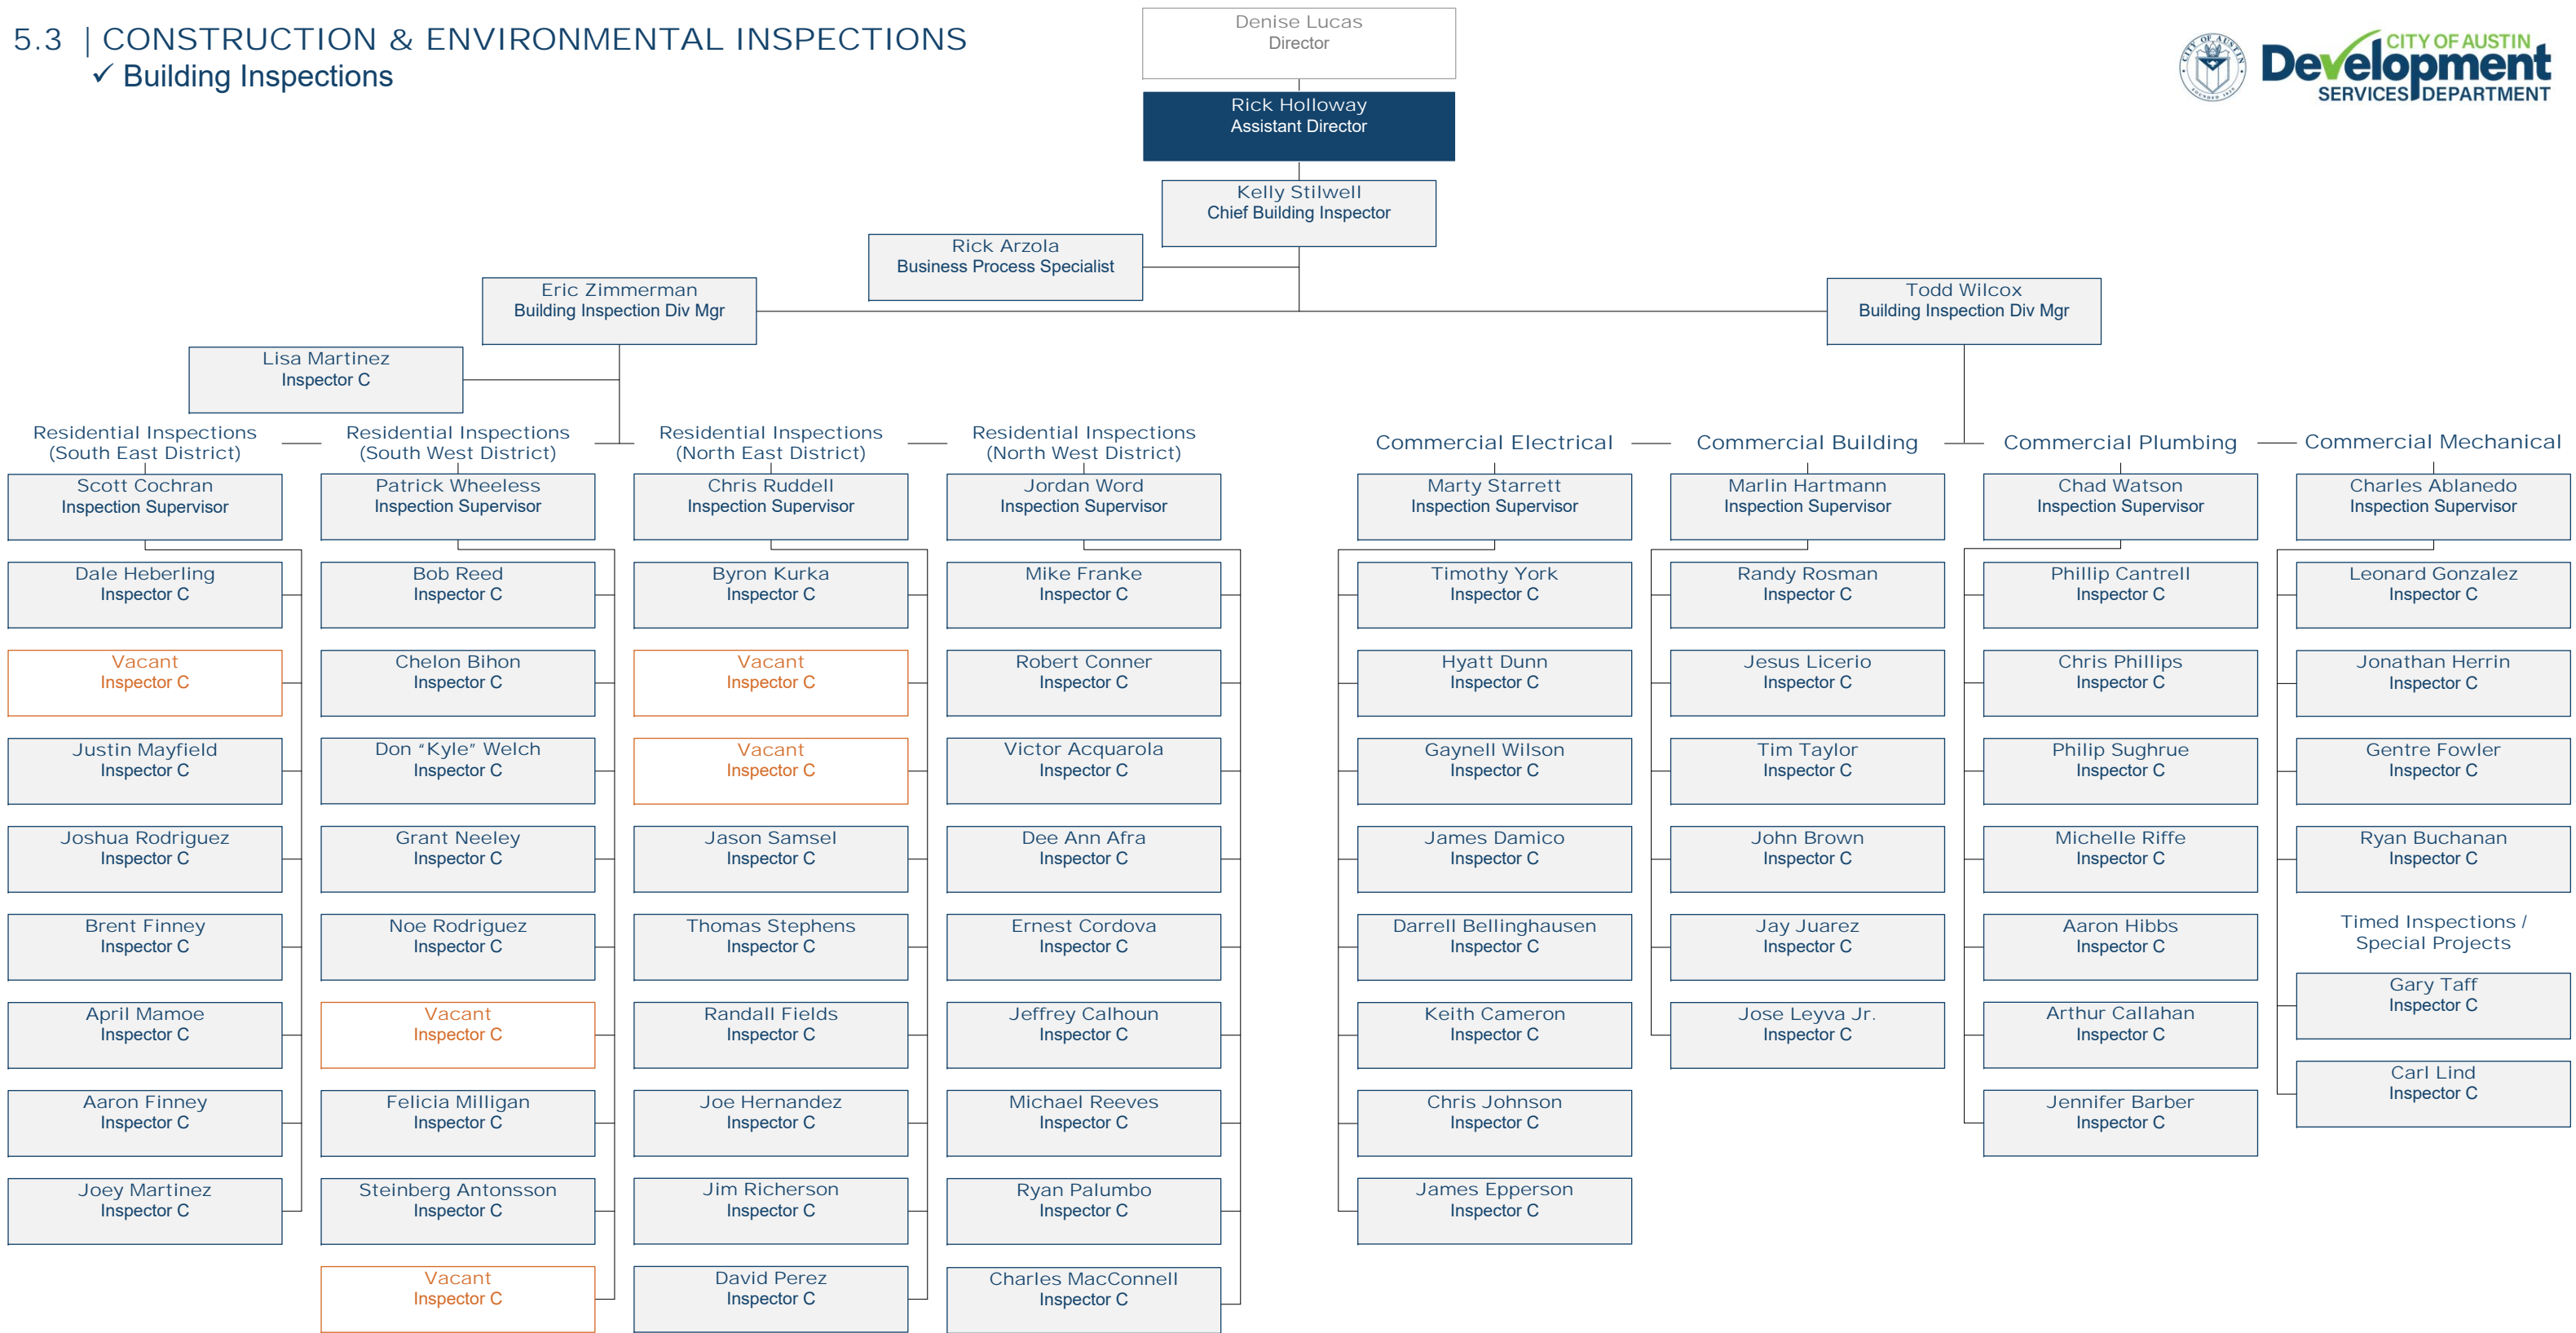 5.3 | CONSTRUCTION & ENVIRONMENTAL INSPECTIONS
✓ Building Inspections
CITY OF AUSTIN
FOUNDED 1839
CITY OF AUSTIN
Development
SERVICES DEPARTMENT
Denise Lucas
Director
Rick Holloway
Assistant Director
Kelly Stilwell
Chief Building Inspector
Rick Arzola
Business Process Specialist
Eric Zimmerman
Building Inspection Div Mgr
Todd Wilcox
Building Inspection Div Mgr
Lisa Martinez
Inspector C
Residential Inspections
(South East District)
Scott Cochran
Inspection Supervisor
Dale Heberling
Inspector C
Vacant
Inspector C
Justin Mayfield
Inspector C
Joshua Rodriguez
Inspector C
Brent Finney
Inspector C
April Mamoe
Inspector C
Aaron Finney
Inspector C
Joey Martinez
Inspector C
Residential Inspections
(South West District)
Patrick Wheeless
Inspection Supervisor
Bob Reed
Inspector C
Chelon Bihon
Inspector C
Don “Kyle” Welch
Inspector C
Grant Neeley
Inspector C
Noe Rodriguez
Inspector C
Vacant
Inspector C
Felicia Milligan
Inspector C
Steinberg Antonsson
Inspector C
Vacant
Inspector C
Residential Inspections
(North East District)
Chris Ruddell
Inspection Supervisor
Byron Kurka
Inspector C
Vacant
Inspector C
Vacant
Inspector C
Jason Samsel
Inspector C
Thomas Stephens
Inspector C
Randall Fields
Inspector C
Joe Hernandez
Inspector C
Jim Richerson
Inspector C
David Perez
Inspector C
Residential Inspections
(North West District)
Jordan Word
Inspection Supervisor
Mike Franke
Inspector C
Robert Conner
Inspector C
Victor Acquarola
Inspector C
Dee Ann Afra
Inspector C
Ernest Cordova
Inspector C
Jeffrey Calhoun
Inspector C
Michael Reeves
Inspector C
Ryan Palumbo
Inspector C
Charles MacConnell
Inspector C
Commercial Electrical
Marty Starrett
Inspection Supervisor
Timothy York
Inspector C
Hyatt Dunn
Inspector C
Gaynell Wilson
Inspector C
James Damico
Inspector C
Darrell Bellinghausen
Inspector C
Keith Cameron
Inspector C
Chris Johnson
Inspector C
James Epperson
Inspector C
Commercial Building
Marlin Hartmann
Inspection Supervisor
Randy Rosman
Inspector C
Jesus Licerio
Inspector C
Tim Taylor
Inspector C
John Brown
Inspector C
Jay Juarez
Inspector C
Jose Leyva Jr.
Inspector C
Commercial Plumbing
Chad Watson
Inspection Supervisor
Phillip Cantrell
Inspector C
Chris Phillips
Inspector C
Philip Sughrue
Inspector C
Michelle Riffe
Inspector C
Aaron Hibbs
Inspector C
Arthur Callahan
Inspector C
Jennifer Barber
Inspector C
Commercial Mechanical
Charles Ablanedo
Inspection Supervisor
Leonard Gonzalez
Inspector C
Jonathan Herrin
Inspector C
Gentre Fowler
Inspector C
Ryan Buchanan
Inspector C
Timed Inspections /
Special Projects
Gary Taff
Inspector C
Carl Lind
Inspector C